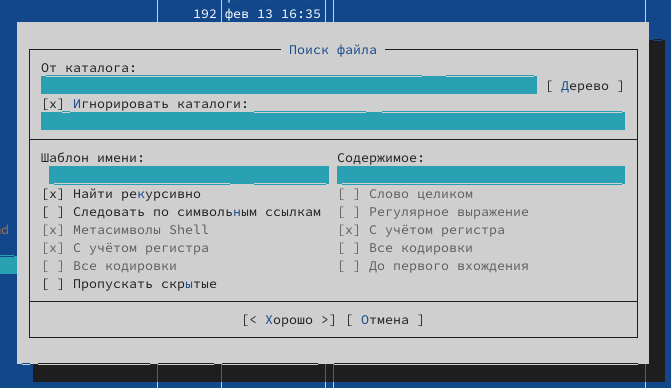 192 фев 13 16:35
Поиск файла
От каталога:
[ Дерево ]
[x] Игнорировать каталоги:
Шаблон имени: Содержимое:
[x] Найти рекурсивно [ ] Слово целиком
[ ] Следовать по символьным ссылкам [ ] Регулярное выражение
[x] Метасимволы Shell [x] С учётом регистра
[x] С учётом регистра [ ] Все кодировки
[ ] Все кодировки [ ] До первого вхождения
[ ] Пропускать скрытые
[< Хорошо >] [ Отмена ]